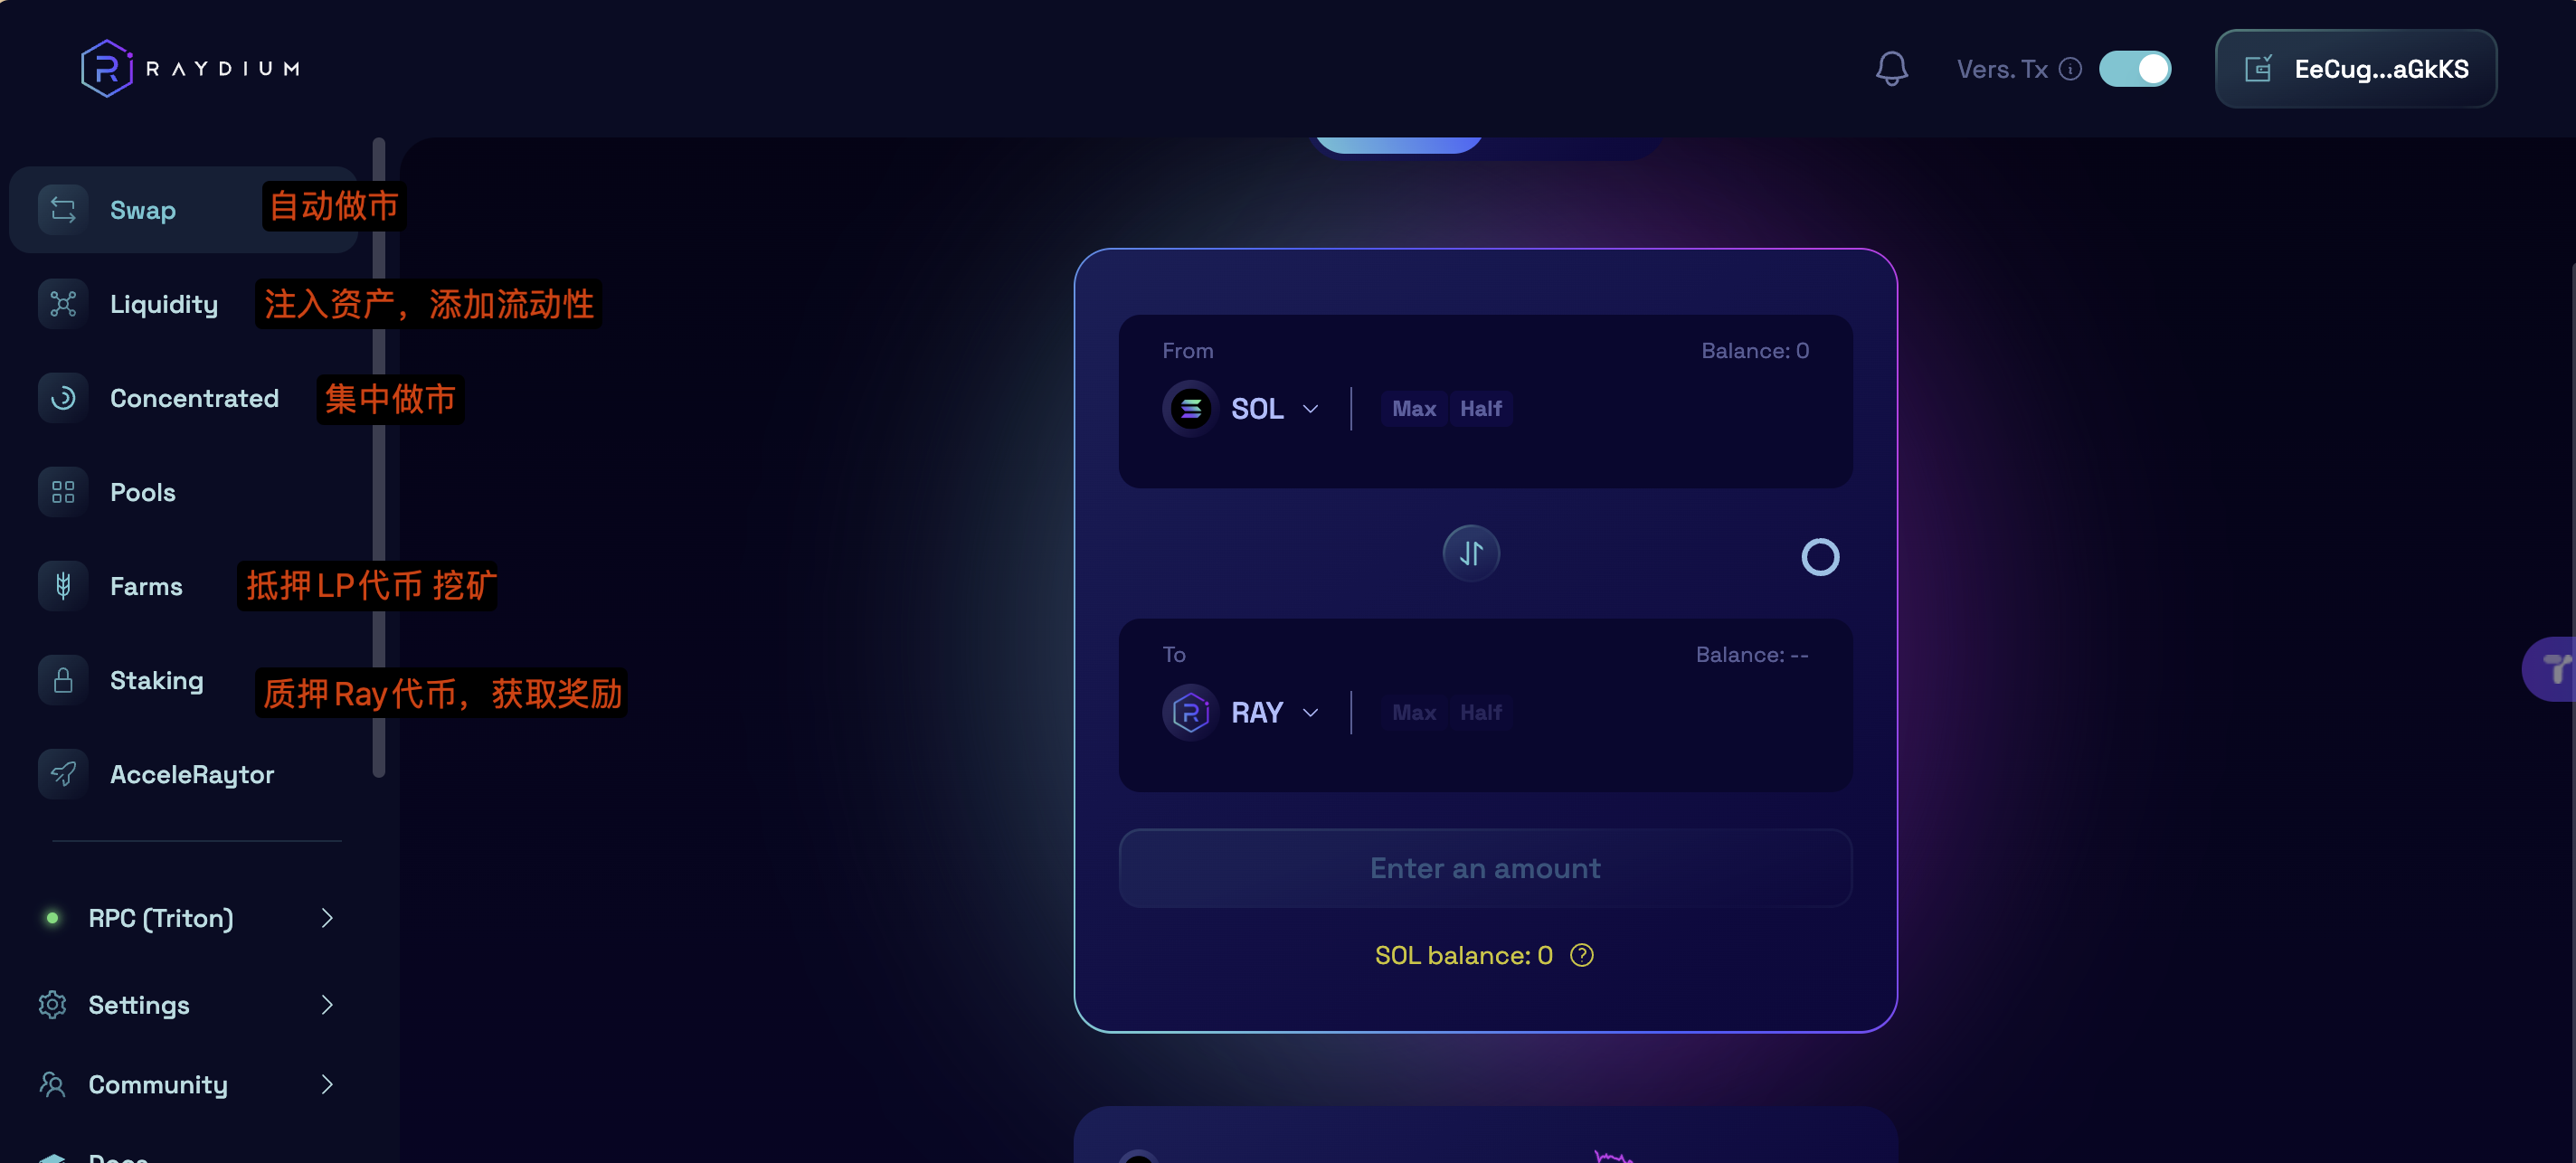 RAYDIUM
Vers. Tx
EeCug...aGkKS
Swap
自动做市
Liquidity
注入资产，添加流动性
Concentrated
集中做市
Pools
Farms
抵押LP代币 挖矿
Staking
质押Ray代币，获取奖励
AcceleRaytor
RPC (Triton)
Settings
Community
Docs
From
Balance: 0
SOL
Max
Half
To
Balance: --
RAY
Max
Half
Enter an amount
SOL balance: 0